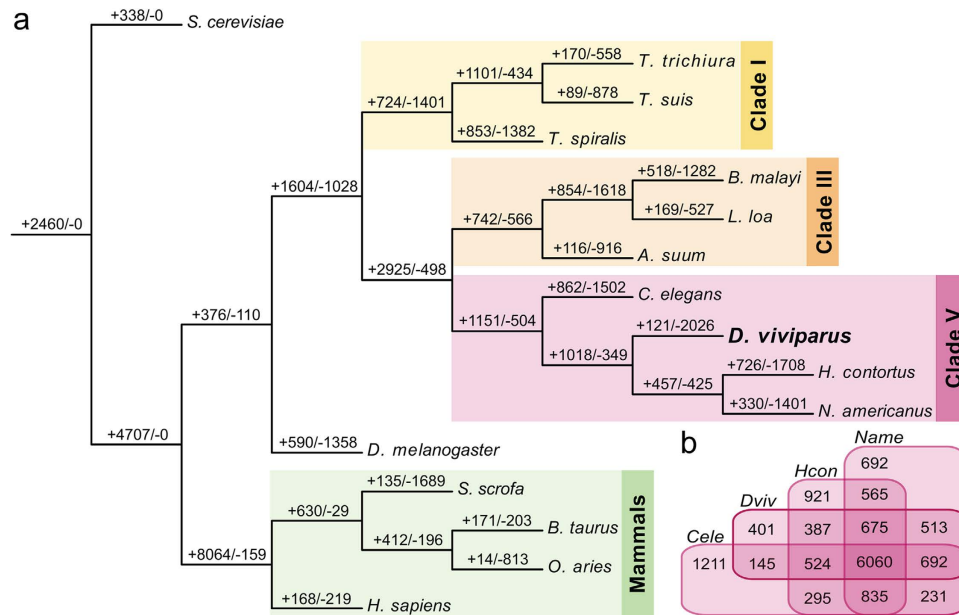 a
+338/-0
S. cerevisiae
+170/-558
T. trichiura
+1101/-434
+89/-878
T. suis
+724/-1401
+853/-1382
T. spiralis
Clade I
+1604/-1028
+518/-1282
B. malayi
+854/-1618
+169/-527
L. loa
+742/-566
+116/-916
A. suum
Clade III
+2460/-0
+2925/-498
+862/-1502
C. elegans
+1151/-504
+121/-2026
D. viviparus
+1018/-349
+726/-1708
H. contortus
+457/-425
+330/-1401
N. americanus
Clade V
+376/-110
+4707/-0
+590/-1358
D. melanogaster
+135/-1689
S. scrofa
+630/-29
+171/-203
B. taurus
+412/-196
+14/-813
O. aries
+8064/-159
+168/-219
H. sapiens
Mammals
b
Name
692
Hcon
921 565
Dviv
401 387 675 513
Cele
1211 145 524 6060 692
295 835 231